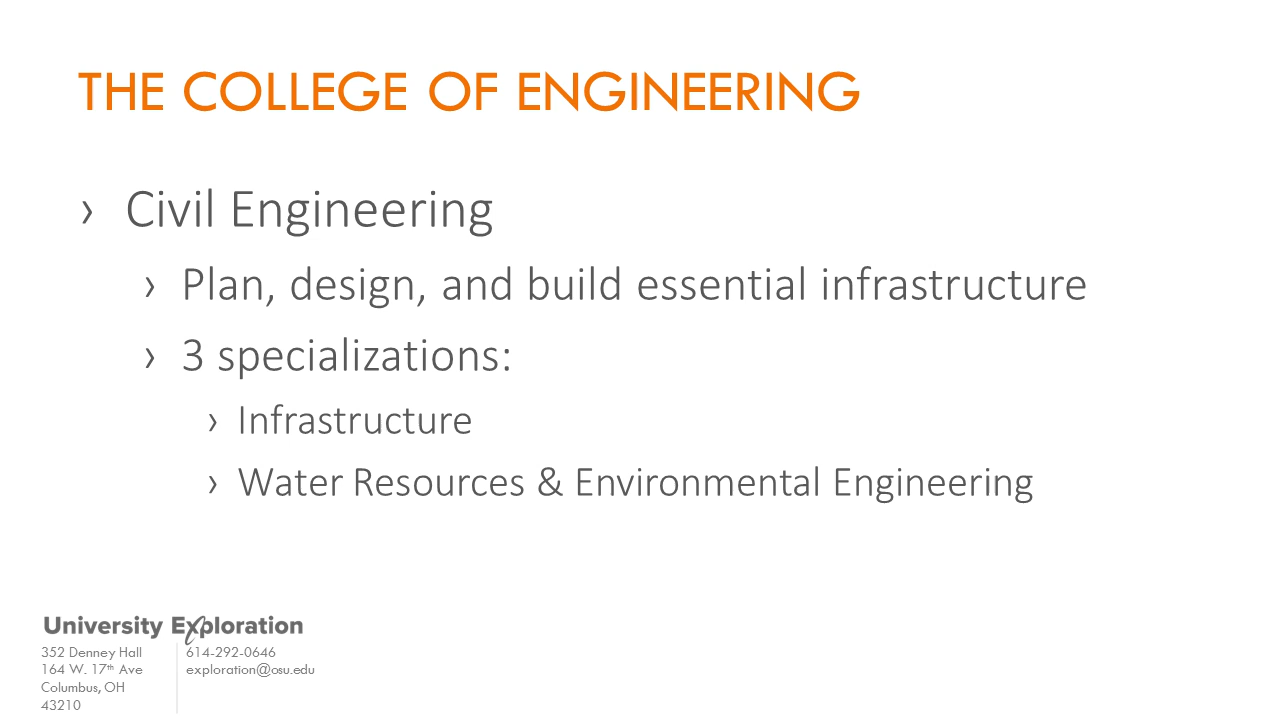 THE COLLEGE OF ENGINEERING
› Civil Engineering
› Plan, design, and build essential infrastructure
› 3 specializations:
› Infrastructure
› Water Resources & Environmental Engineering
University Exploration
352 Denney Hall
164 W. 17th Ave
Columbus, OH
43210
614-292-0646
exploration@osu.edu